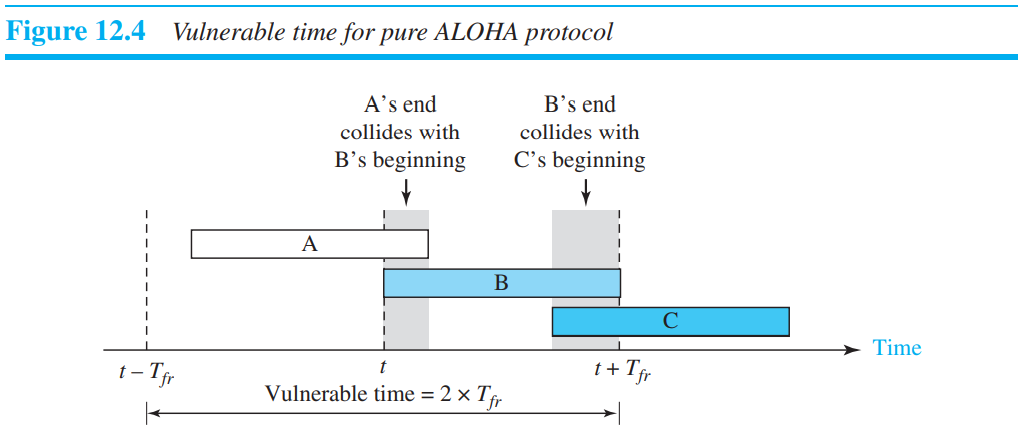 Figure 12.4 Vulnerable time for pure ALOHA protocol
A’s end
collides with
B’s beginning
B’s end
collides with
C’s beginning
A
B
C
Time
t – Tfr
t
t + Tfr
Vulnerable time = 2 × Tfr